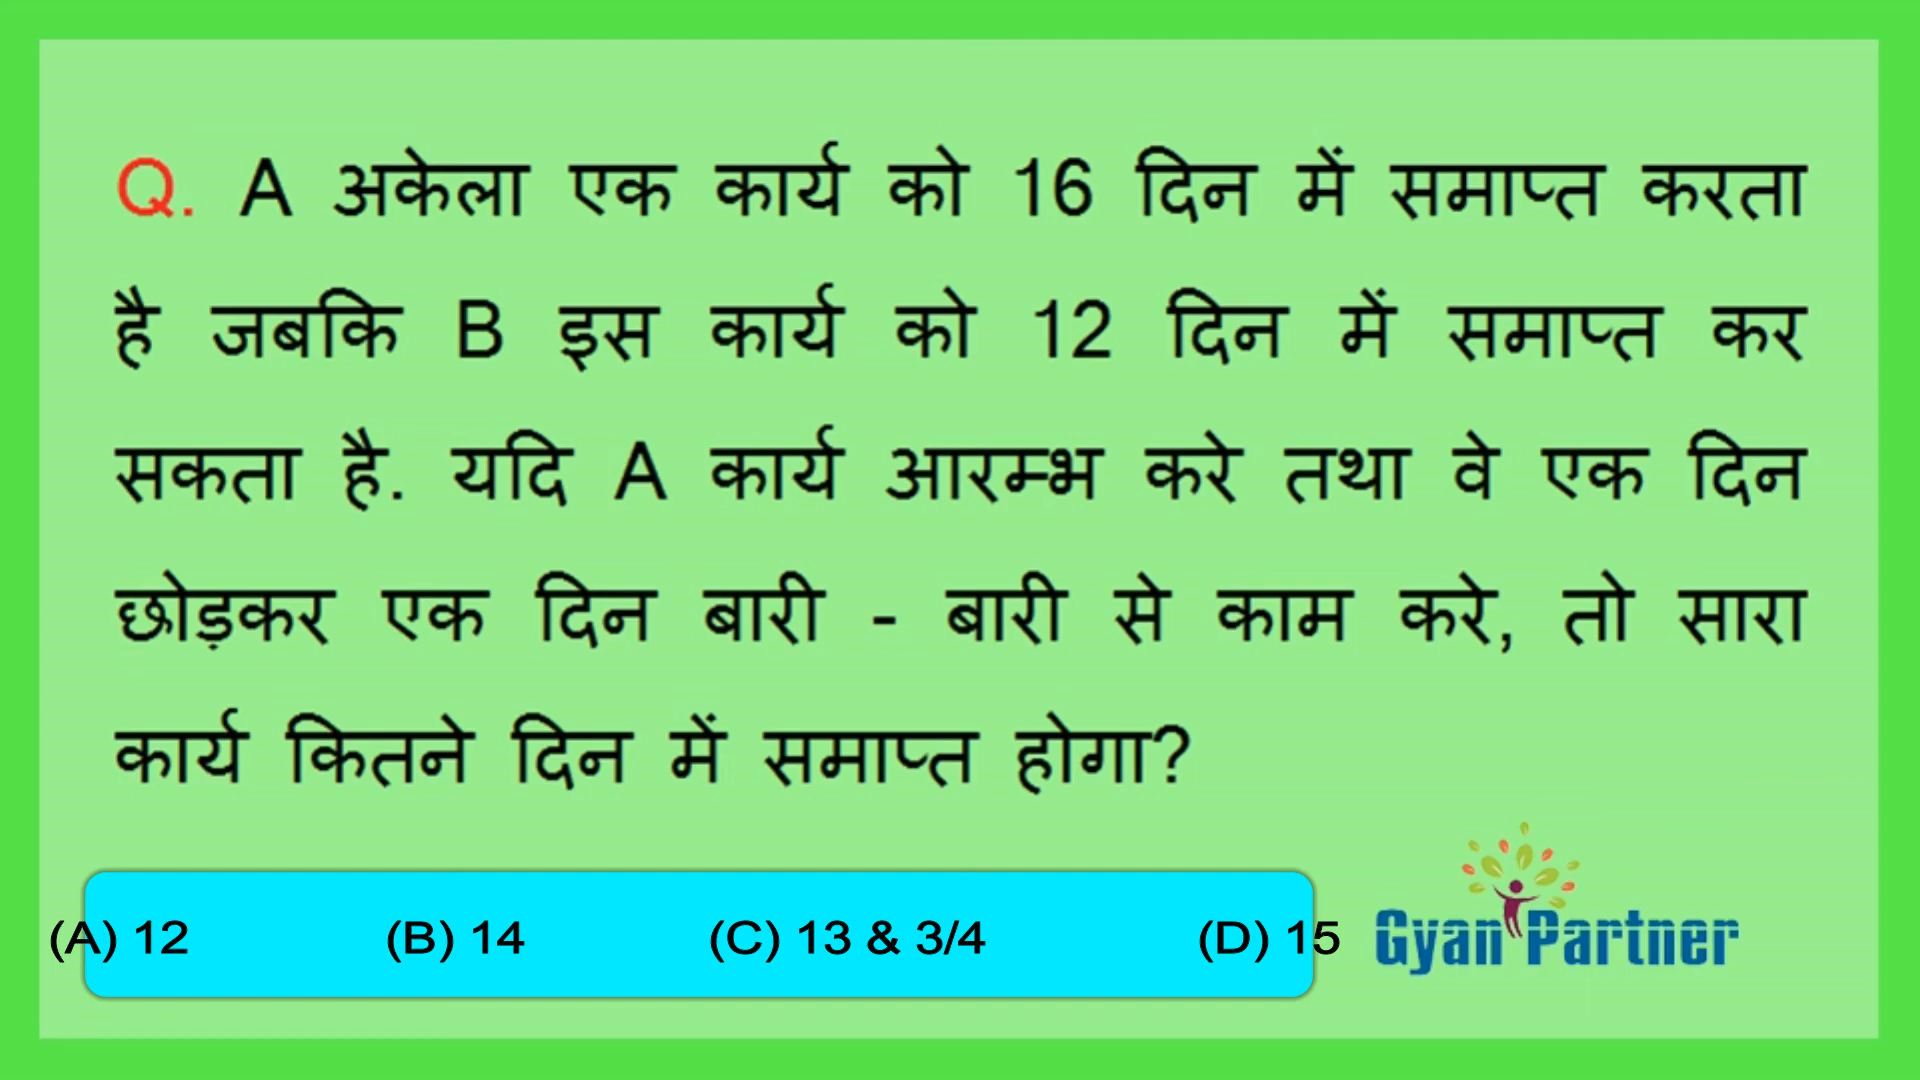 Q. A अकेला एक कार्य को 16 दिन में समाप्त करता
है जबकि B इस कार्य को 12 दिन में समाप्त कर
सकता है. यदि A कार्य आरम्भ करे तथा वे एक दिन
छोड़कर एक दिन बारी - बारी से काम करे, तो सारा
कार्य कितने दिन में समाप्त होगा?
(A) 12 (B) 14 (C) 13 & 3/4 (D) 15
Gyan Partner